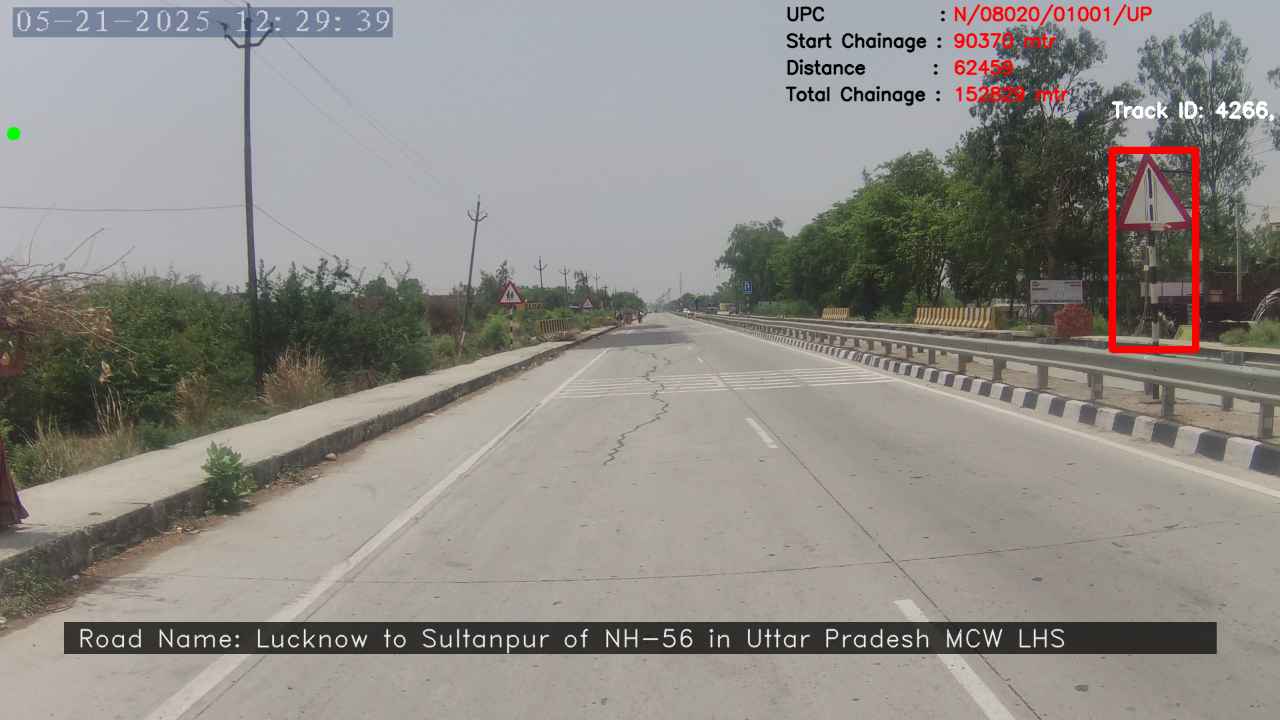 05-21-2025 12:29:39
UPC : N/08020/01001/UP
Start Chainage : 90370 mtr
Distance : 62459
Total Chainage : 152829 mtr
Track ID: 4266,
Road Name: Lucknow to Sultanpur of NH-56 in Uttar Pradesh MCW LHS